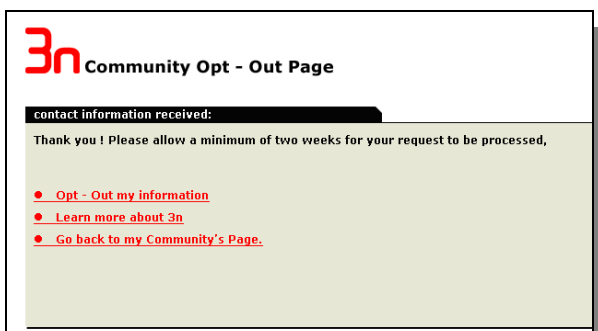 3n Community Opt - Out Page
contact information received:
Thank you ! Please allow a minimum of two weeks for your request to be processed,
Opt - Out my information
Learn more about 3n
Go back to my Community's Page.